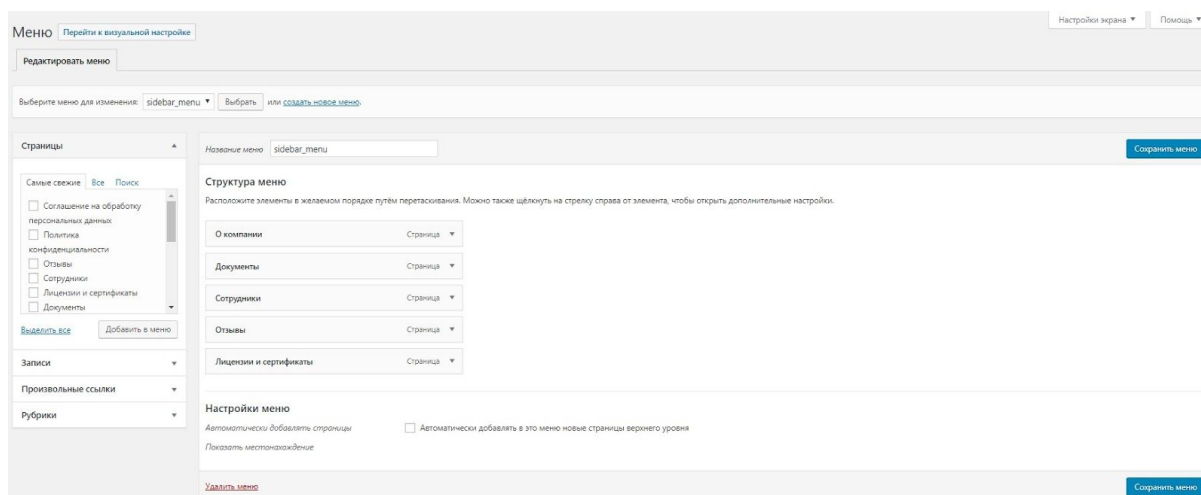 Настройки экрана ▼ Помощь ▼
Меню Перейти к визуальной настройке
Редактировать меню
Выберите меню для изменения: sidebar_menu ▼ Выбрать или создать новое меню.
Страницы
Самые свежие Все Поиск
Соглашение на обработку
персональных данных
Политика
конфиденциальности
Отзывы
Сотрудники
Лицензии и сертификаты
Документы
Выделить все Добавить в меню
Записи
Произвольные ссылки
Рубрики
Название меню sidebar_menu Сохранить меню
Структура меню
Расположите элементы в желаемом порядке путём перетаскивания. Можно также щёлкнуть на стрелку справа от элемента, чтобы открыть дополнительные настройки.
О компании Страница
Документы Страница
Сотрудники Страница
Отзывы Страница
Лицензии и сертификаты Страница
Настройки меню
Автоматически добавлять страницы Автоматически добавлять в это меню новые страницы верхнего уровня
Показать местонахождение
Удалить меню Сохранить меню